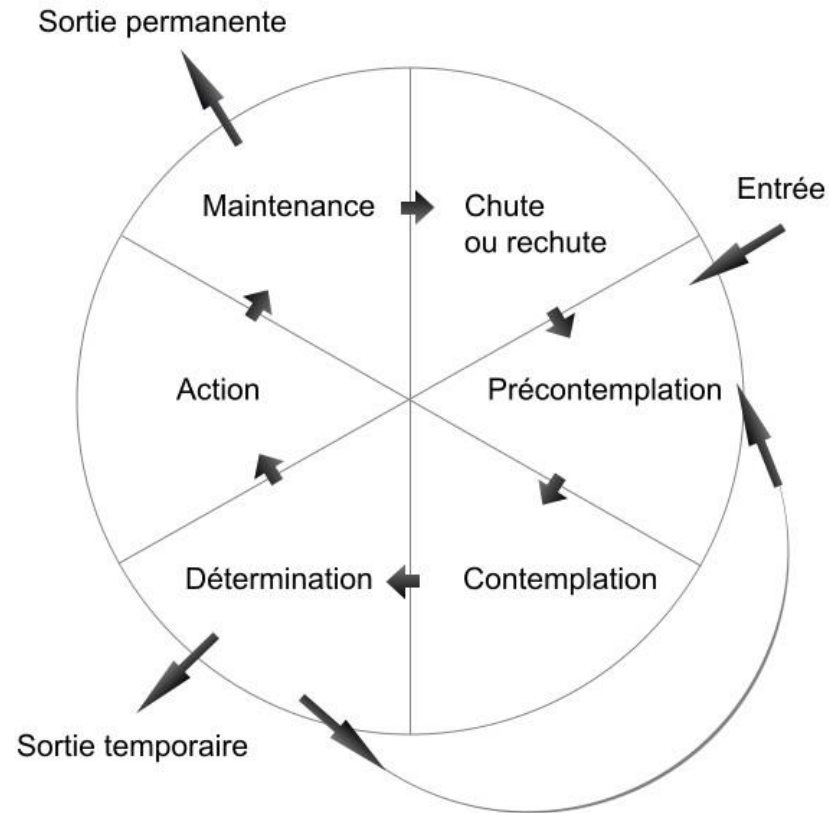 Sortie permanente
Entrée
Maintenance
Chute
ou rechute
Action
Précontemplation
Détermination
Contemplation
Sortie temporaire